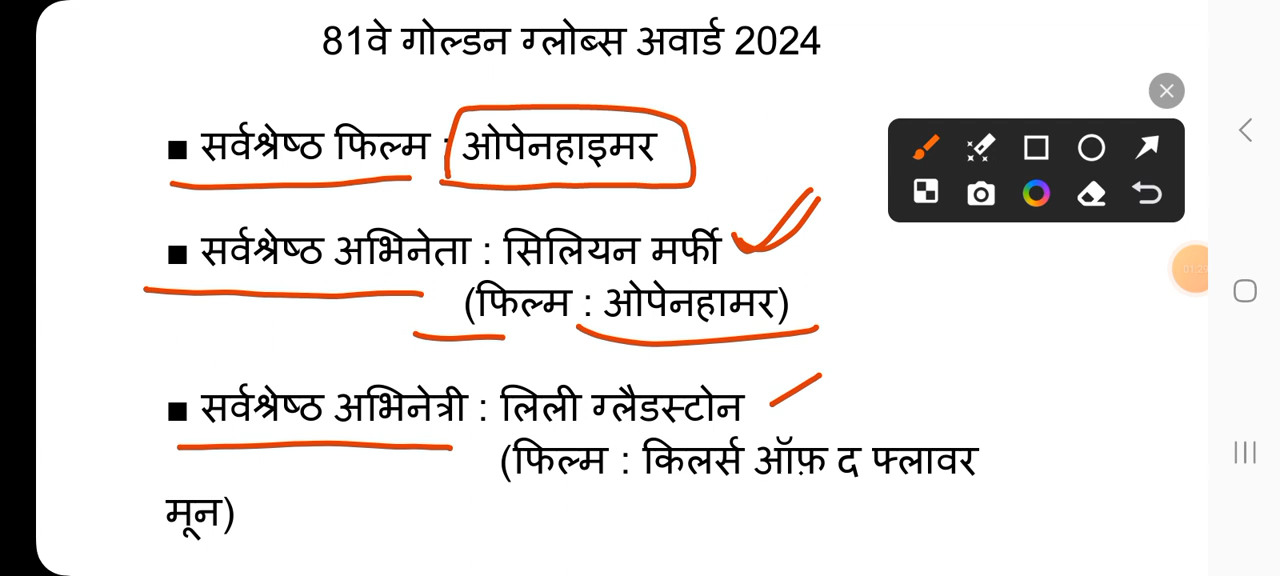 81वे गोल्डन ग्लोब्स अवार्ड 2024
■ सर्वश्रेष्ठ फिल्म : ओपेनहाइमर
■ सर्वश्रेष्ठ अभिनेता : सिलियन मर्फी
(फिल्म : ओपेनहामर)
■ सर्वश्रेष्ठ अभिनेत्री : लिली ग्लैडस्टोन
(फिल्म : किलर्स ऑफ़ द फ्लावर
मून)